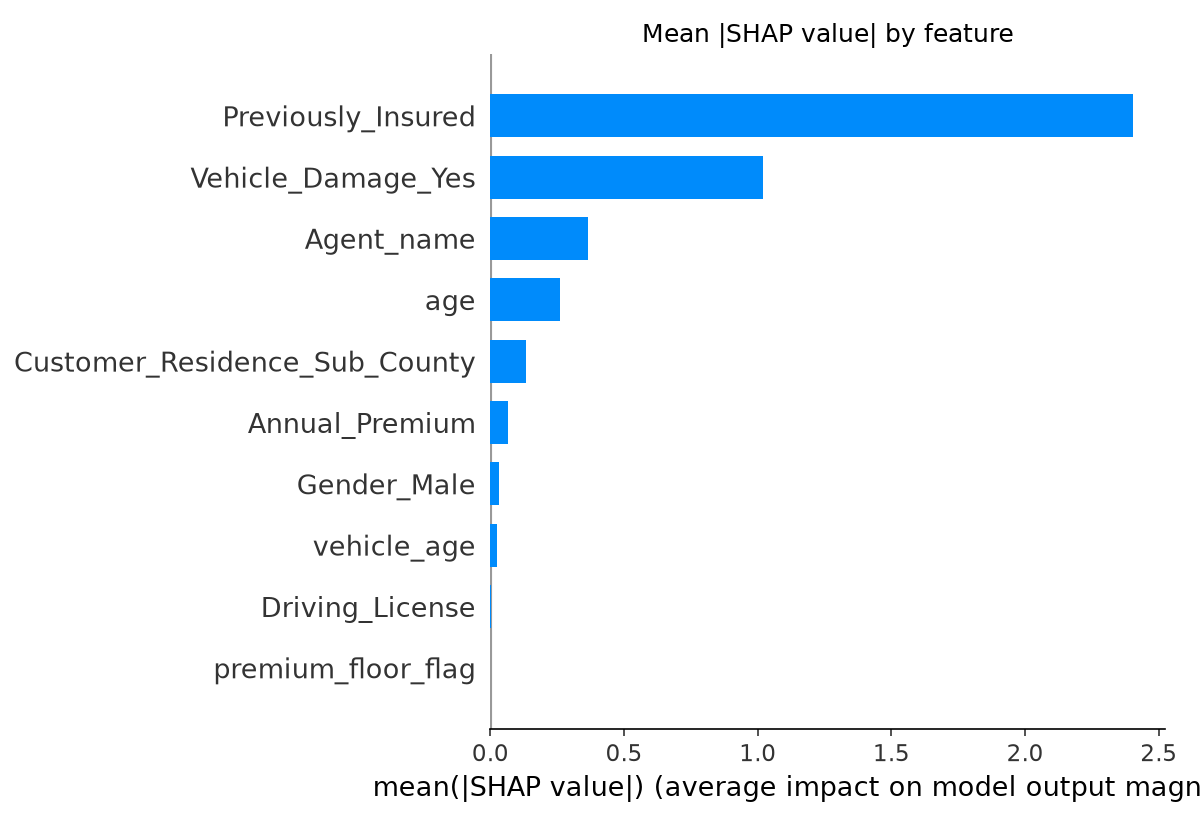 Mean |SHAP value| by feature
Previously_Insured
Vehicle_Damage_Yes
Agent_name
age
Customer_Residence_Sub_County
Annual_Premium
Gender_Male
vehicle_age
Driving_License
premium_floor_flag
0.0 0.5 1.0 1.5 2.0 2.5
mean(|SHAP value|) (average impact on model output magn